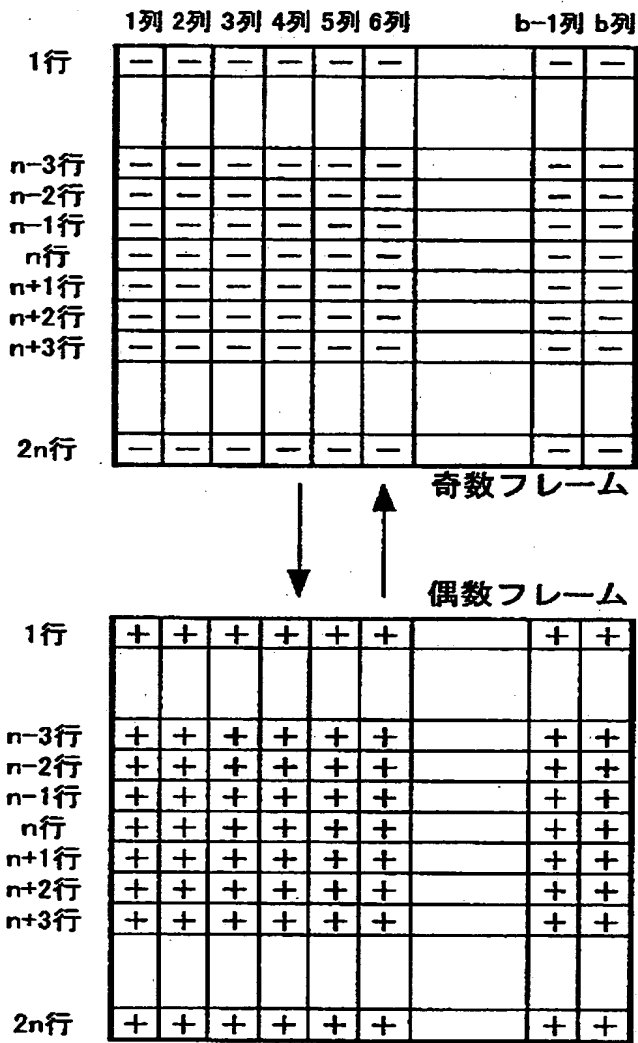 1列 2列 3列 4列 5列 6列 b-1列 b列
1行 - - - - - - - -
n-3行 - - - - - - - -
n-2行 - - - - - - - -
n-1行 - - - - - - - -
n行 - - - - - - - -
n+1行 - - - - - - - -
n+2行 - - - - - - - -
n+3行 - - - - - - - -
2n行 - - - - - - - -
奇数フレーム
偶数フレーム
1行 + + + + + + + +
n-3行 + + + + + + + +
n-2行 + + + + + + + +
n-1行 + + + + + + + +
n行 + + + + + + + +
n+1行 + + + + + + + +
n+2行 + + + + + + + +
n+3行 + + + + + + + +
2n行 + + + + + + + +